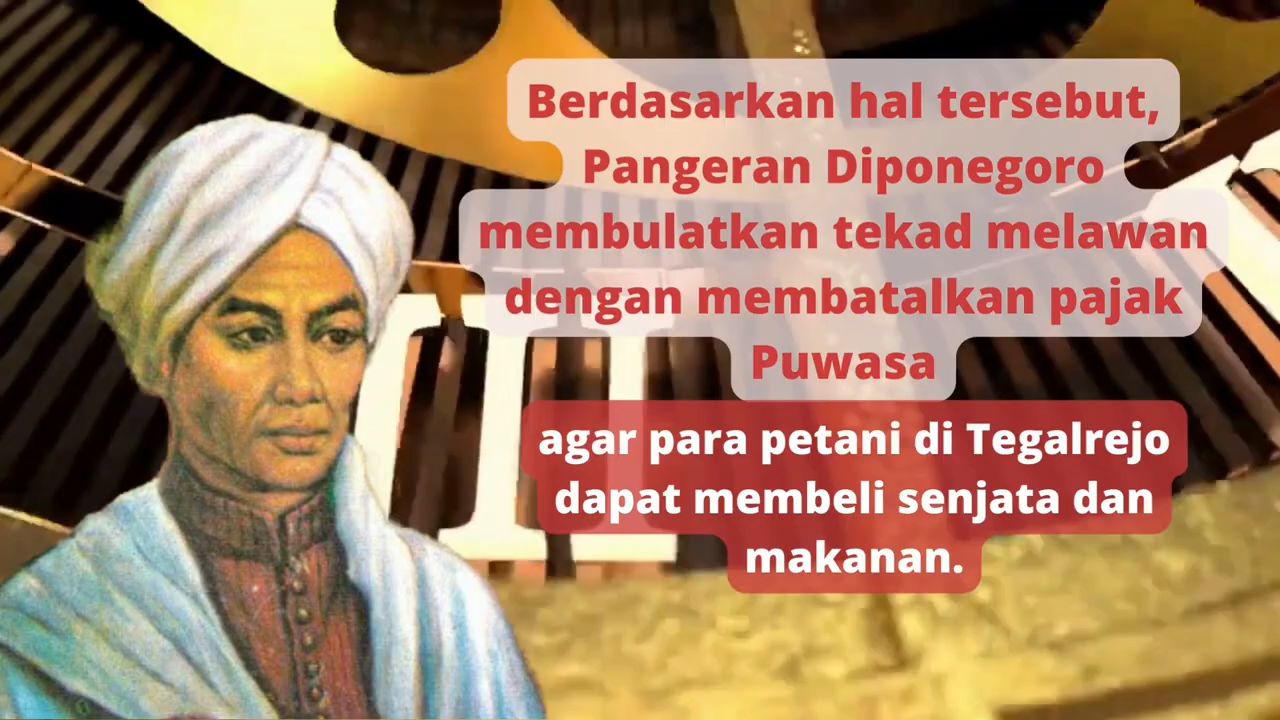 Berdasarkan hal tersebut,
Pangeran Diponegoro
membulatkan tekad melawan
dengan membatalkan pajak
Puwasa
agar para petani di Tegalrejo
dapat membeli senjata dan
makanan.